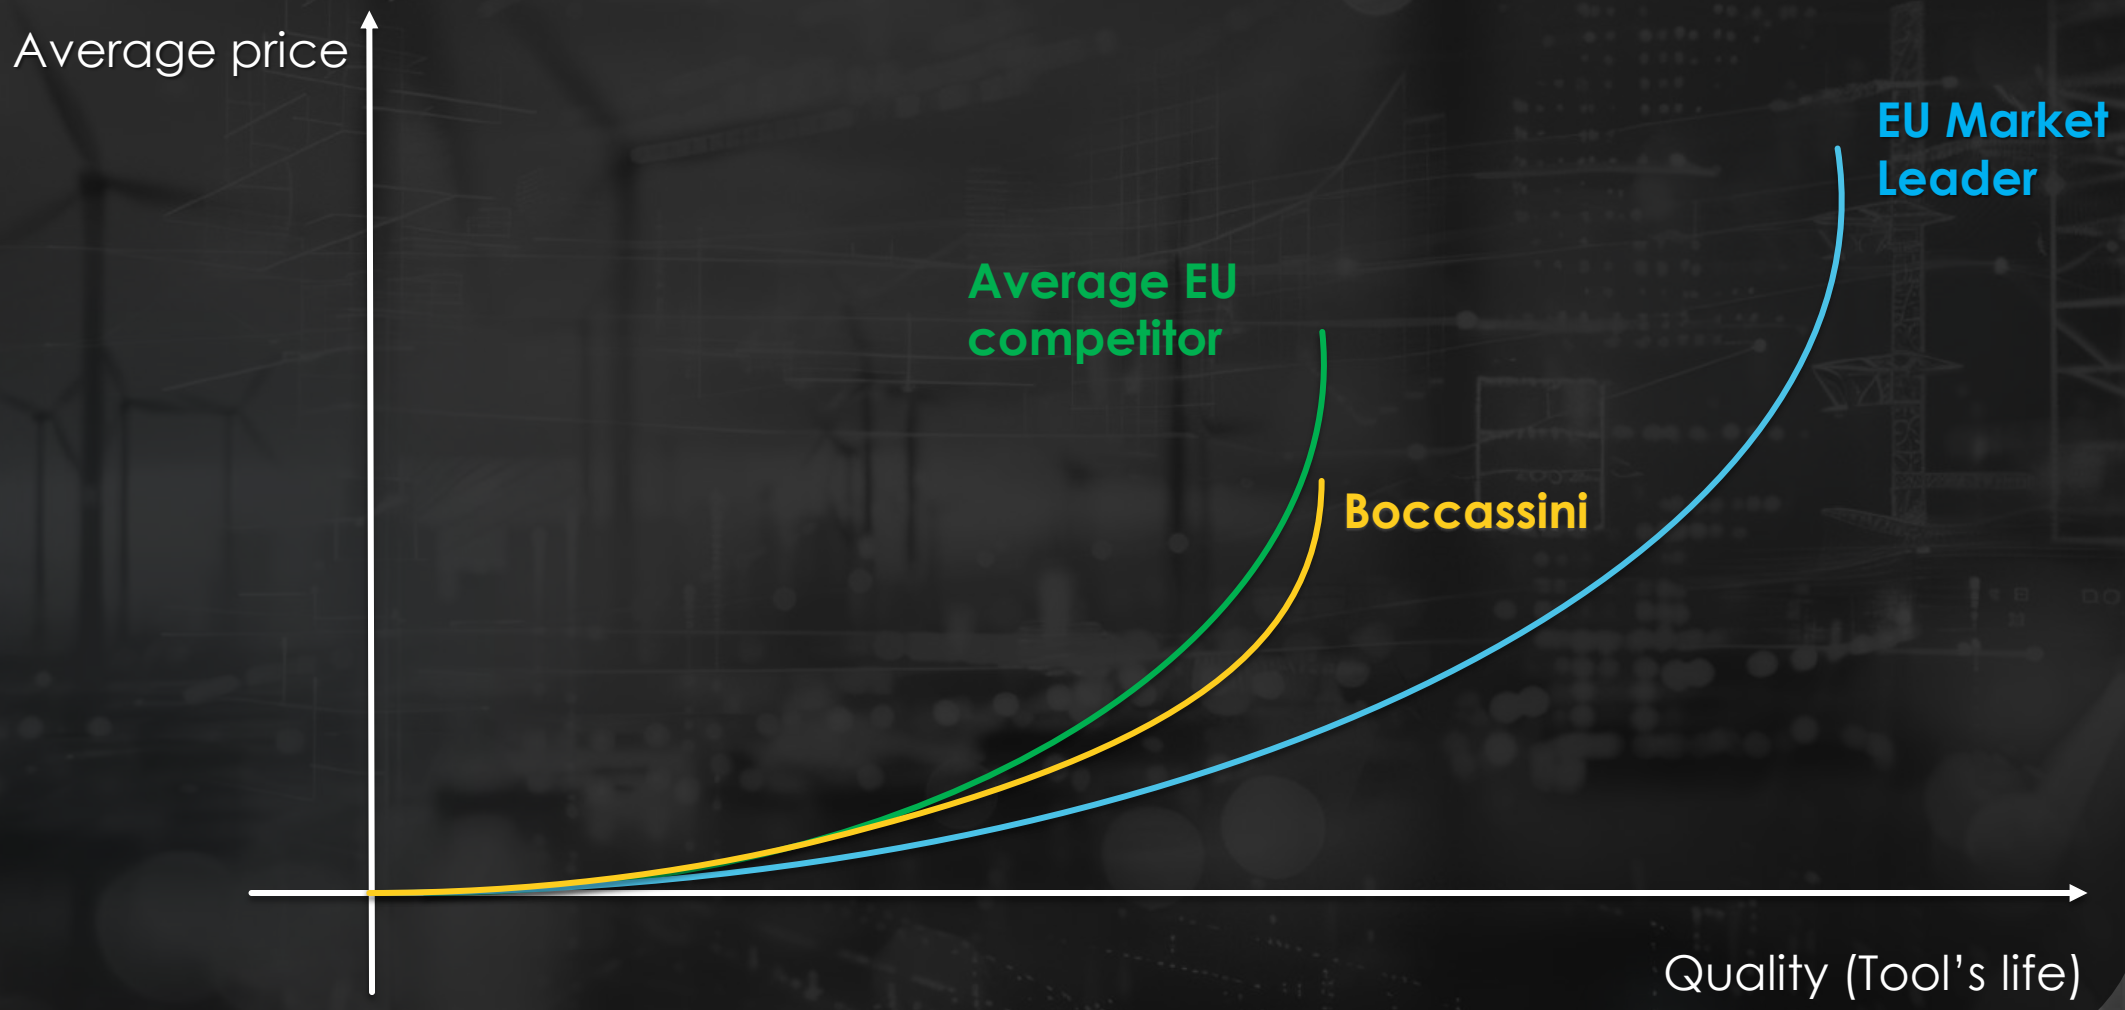 Average price
EU Market
Leader
Average EU
competitor
Boccassini
Quality (Tool’s life)